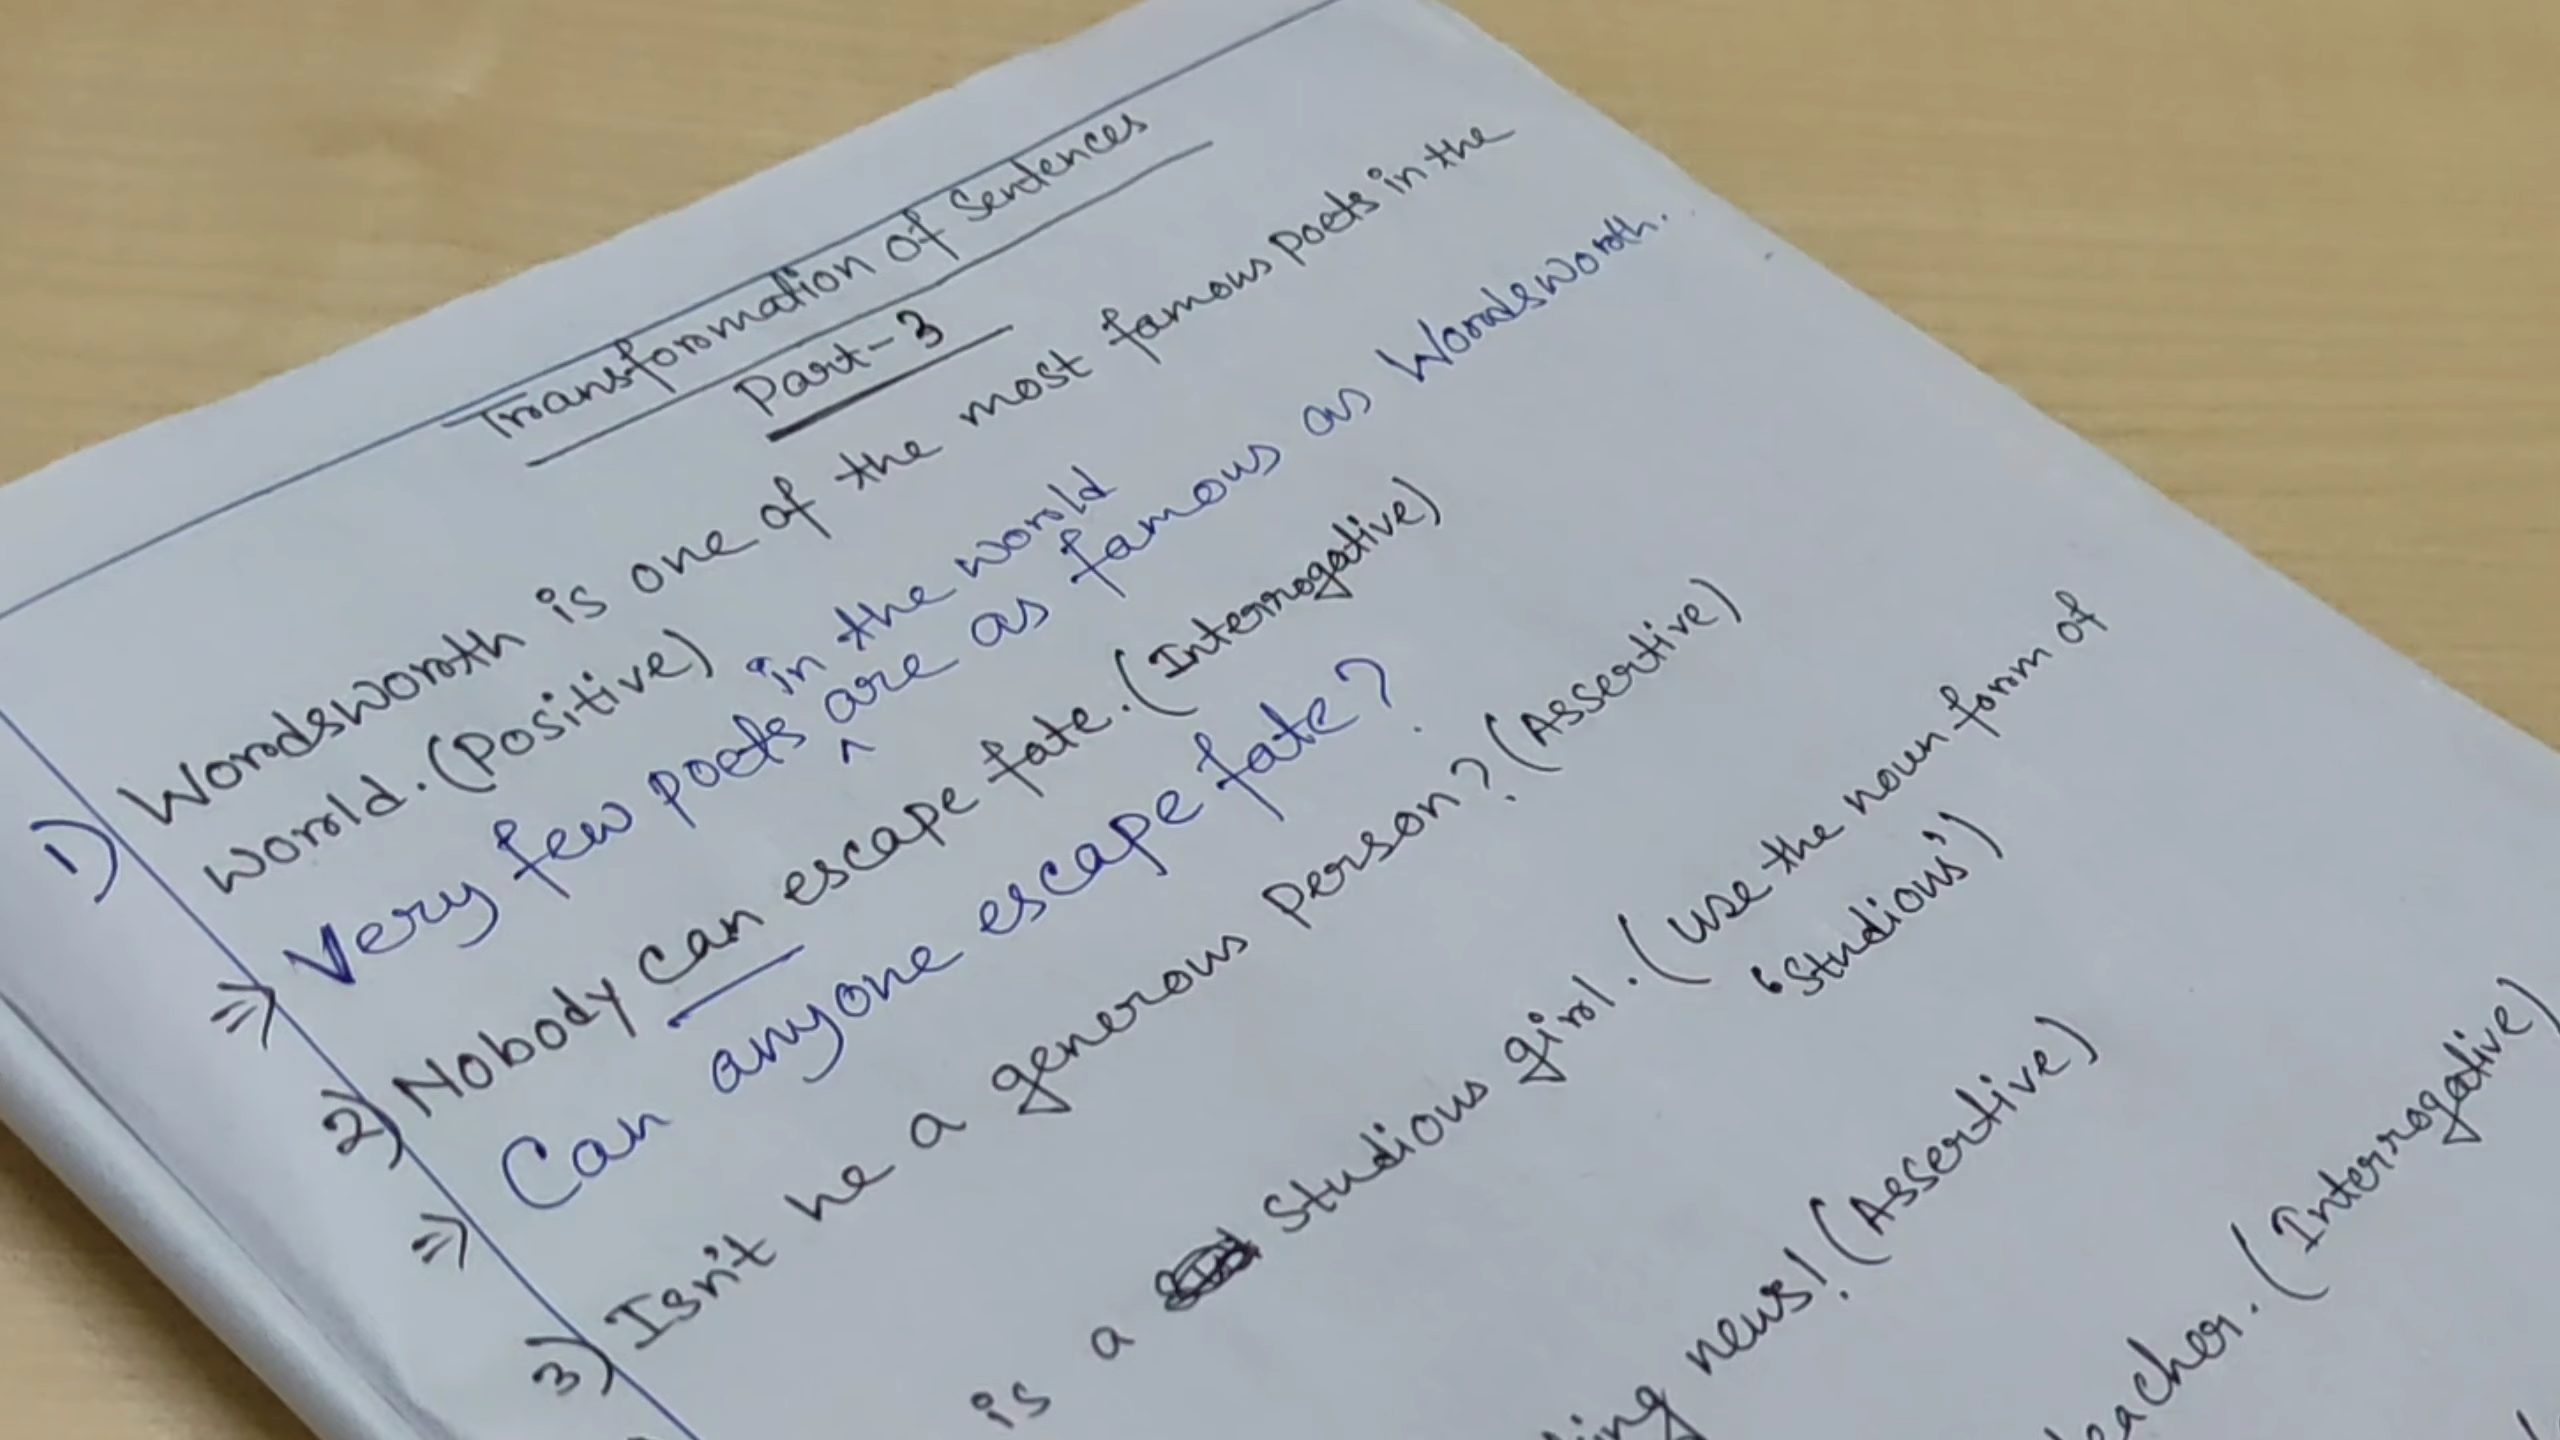 Transformation of Sentences
Part-3
1) Wordsworth is one of the most famous poets in the
world. (Positive)
in the world
⇒ Very few poets ^ are as famous as Wordsworth.
2) Nobody can escape fate. (Interrogative)
⇒ Can anyone escape fate?
3) Isn't he a generous person? (Assertive)
is a studious girl. (use the noun form of
'Studious')
news! (Assertive)
teacher. (Interrogative)